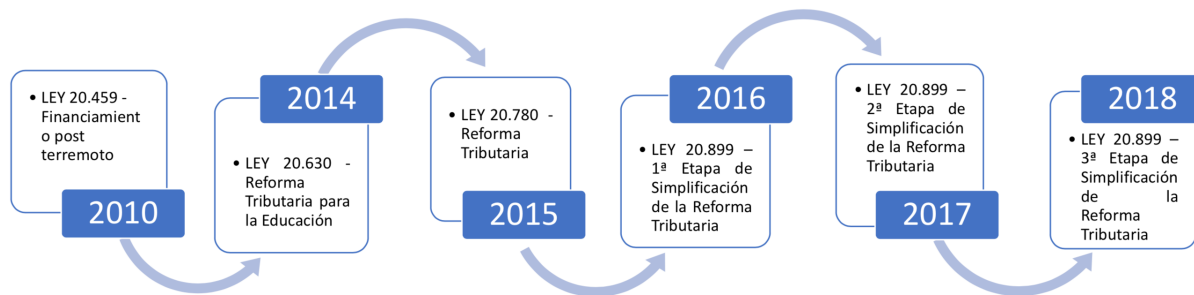 • LEY 20.459 -
Financiamient
o post
terremoto
2010
2014
• LEY 20.630 -
Reforma
Tributaria para
la Educación
• LEY 20.780 -
Reforma
Tributaria
2015
2016
• LEY 20.899 –
1ª Etapa de
Simplificación
de la Reforma
Tributaria
• LEY 20.899 –
2ª Etapa de
Simplificación
de la Reforma
Tributaria
2017
2018
• LEY 20.899 –
3ª Etapa de
Simplificación
de la
Reforma
Tributaria